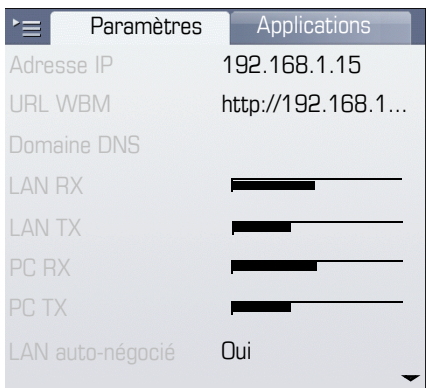 Paramètres Applications
Adresse IP 192.168.1.15
URL WBM http://192.168.1...
Domaine DNS
LAN RX
LAN TX
PC RX
PC TX
LAN auto-négocié Oui